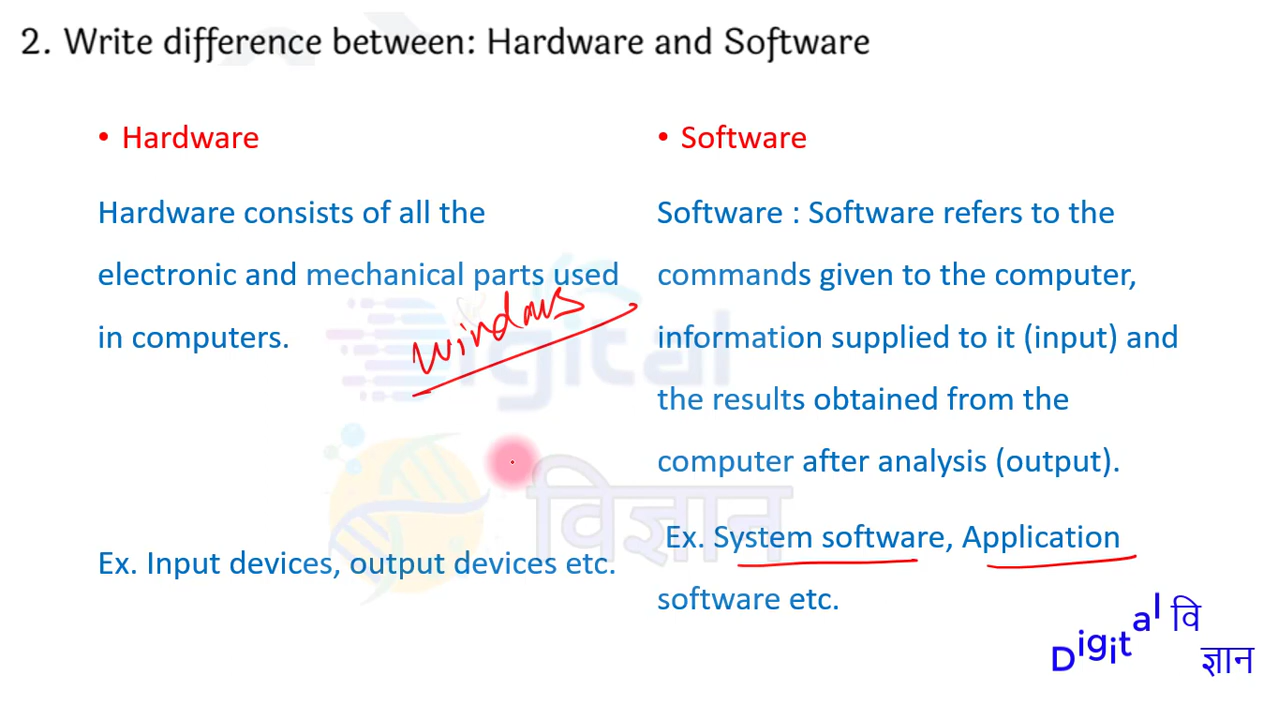 2. Write difference between: Hardware and Software
• Hardware
Hardware consists of all the
electronic and mechanical parts used
in computers.
Windows
Ex. Input devices, output devices etc.
• Software
Software : Software refers to the
commands given to the computer,
information supplied to it (input) and
the results obtained from the
computer after analysis (output).
Ex. System software, Application
software etc.
Digital
विज्ञान
Digital वि
ज्ञान